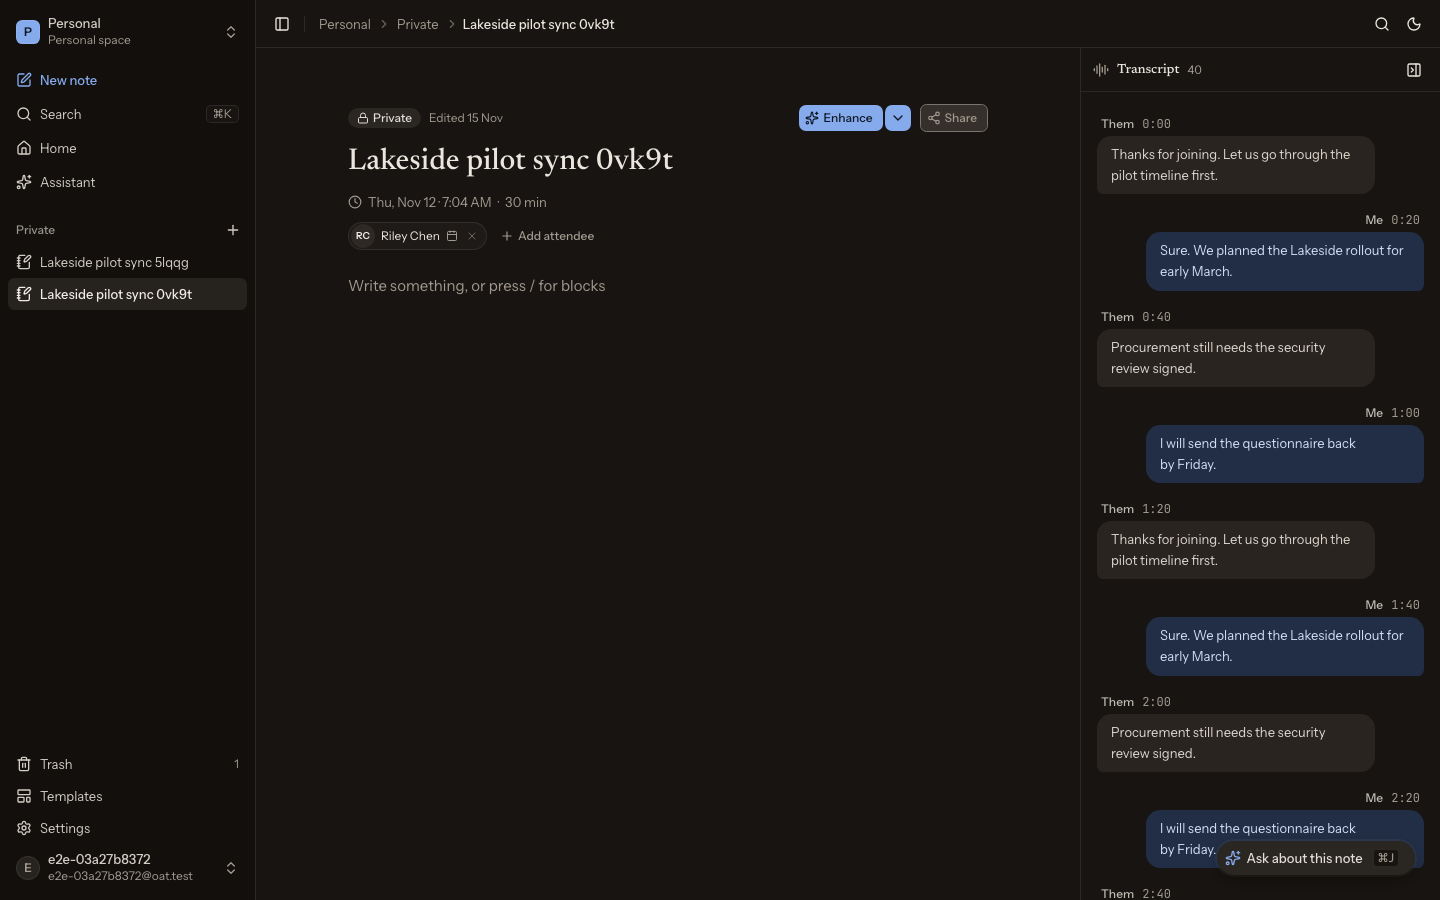 P
Personal
Personal space
New note
Search
⌘K
Home
Assistant
Private
Lakeside pilot sync 5lqqg
Lakeside pilot sync 0vk9t
Trash
1
Templates
Settings
E
e2e-03a27b8372
e2e-03a27b8372@oat.test
Personal
Private
Lakeside pilot sync 0vk9t
Private
Edited 15 Nov
Enhance
Share
Lakeside pilot sync 0vk9t
Thu, Nov 12 · 7:04 AM · 30 min
RC
Riley Chen
Add attendee
Write something, or press / for blocks
Transcript 40
Them 0:00
Thanks for joining. Let us go through the
pilot timeline first.
Me 0:20
Sure. We planned the Lakeside rollout for
early March.
Them 0:40
Procurement still needs the security
review signed.
Me 1:00
I will send the questionnaire back
by Friday.
Them 1:20
Thanks for joining. Let us go through the
pilot timeline first.
Me 1:40
Sure. We planned the Lakeside rollout for
early March.
Them 2:00
Procurement still needs the security
review signed.
Me 2:20
I will send the questionnaire back
by Friday.
Ask about this note
⌘J
Them 2:40